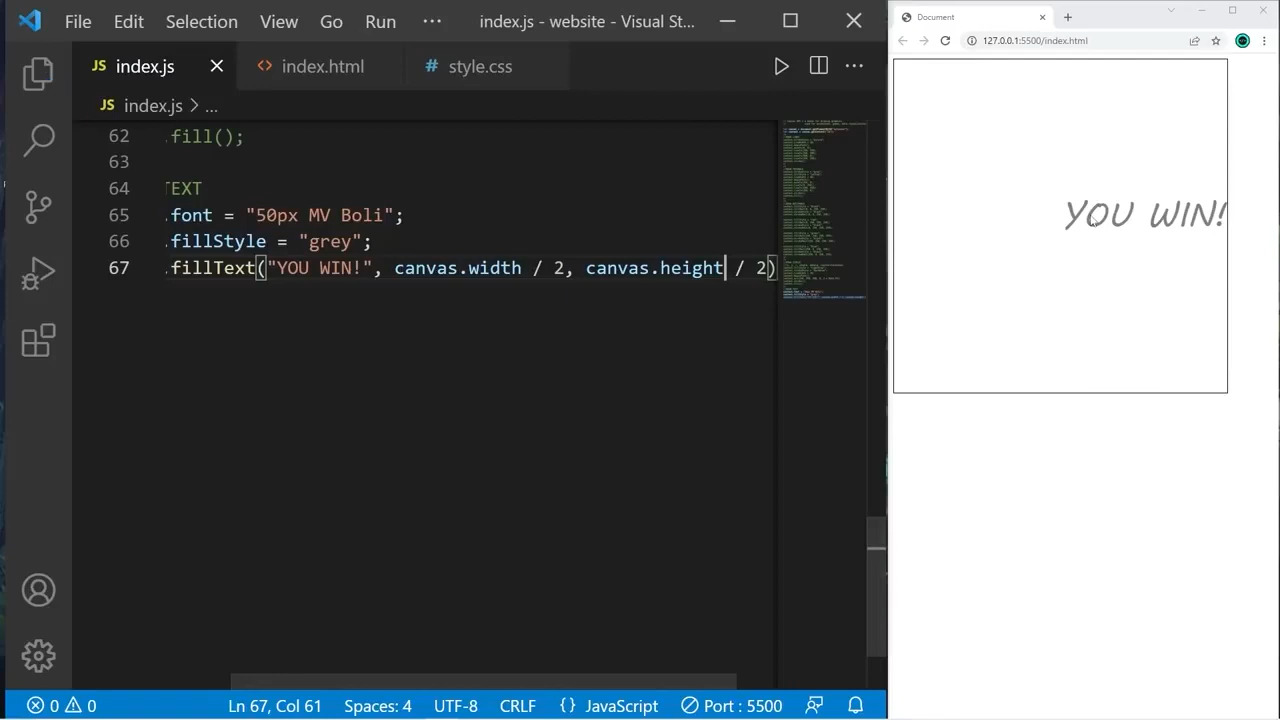 File Edit Selection View Go Run ··· index.js - website - Visual St...
JS index.js <> index.html # style.css
JS index.js > ...
62 .fill();
63
64 TEXT
65 .font = "50px MV Boli";
66 .fillStyle = "grey";
67 .fillText("YOU WIN!", canvas.width / 2, canvas.height / 2)
0 0 Ln 67, Col 61 Spaces: 4 UTF-8 CRLF {} JavaScript Port : 5500
Document
127.0.0.1:5500/index.html
YOU WIN!